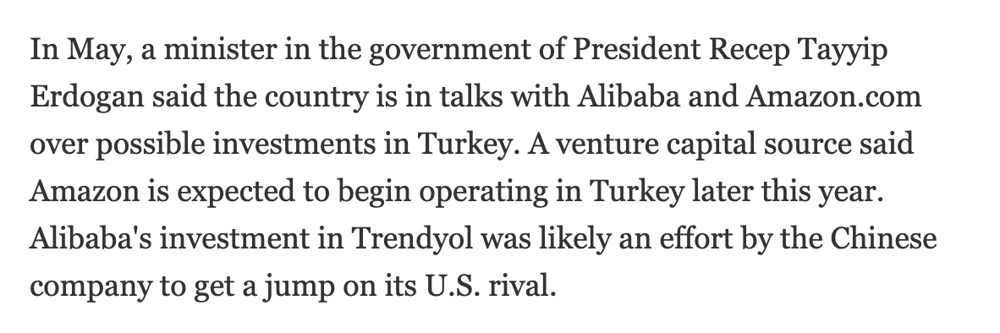 In May, a minister in the government of President Recep Tayyip
Erdogan said the country is in talks with Alibaba and Amazon.com
over possible investments in Turkey. A venture capital source said
Amazon is expected to begin operating in Turkey later this year.
Alibaba's investment in Trendyol was likely an effort by the Chinese
company to get a jump on its U.S. rival.